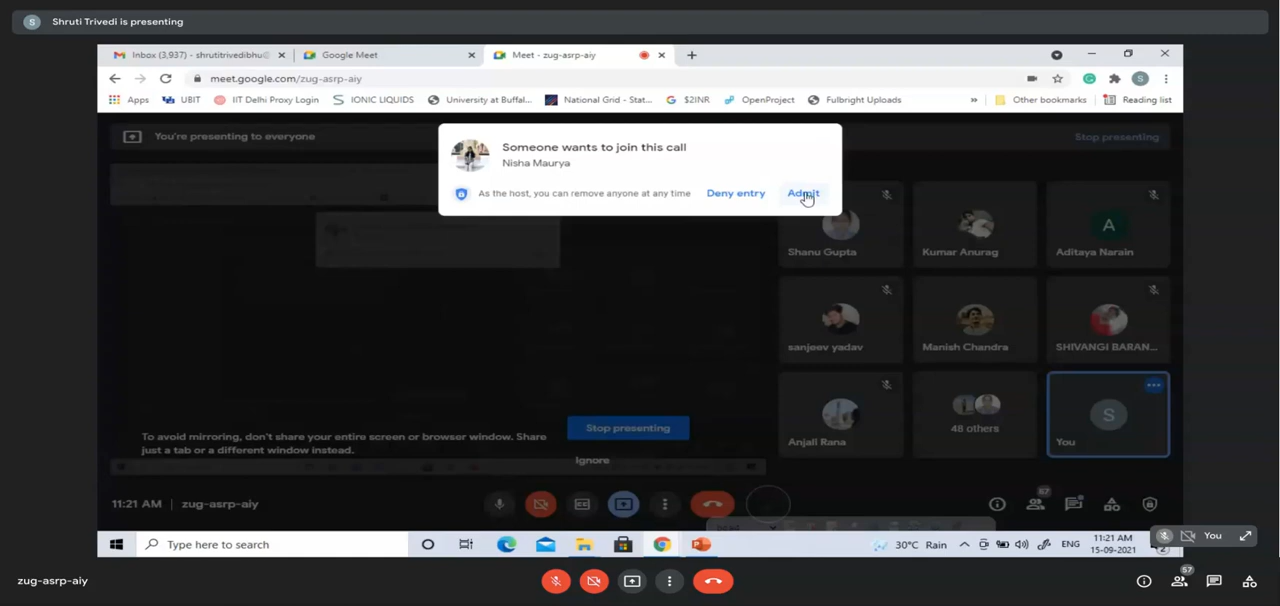 S Shruti Trivedi is presenting
Inbox (3,937) - shrutitrivedibhu@
Google Meet
Meet - zug-asrp-aiy
meet.google.com/zug-asrp-aiy
S
Apps
UBIT
IIT Delhi Proxy Login
IONIC LIQUIDS
University at Buffal...
National Grid - Stat...
$2INR
OpenProject
Fulbright Uploads
»
Other bookmarks
Reading list
You're presenting to everyone
Stop presenting
Someone wants to join this call
Nisha Maurya
As the host, you can remove anyone at any time
Deny entry
Admit
Shanu Gupta
Kumar Anurag
A
Aditaya Narain
sanjeev yadav
Manish Chandra
SHIVANGI BARAN...
Anjali Rana
48 others
S
You
Stop presenting
To avoid mirroring, don't share your entire screen or browser window. Share
just a tab or a different window instead.
Ignore
11:21 AM | zug-asrp-aiy
57
Type here to search
30°C Rain
ENG
11:21 AM
15-09-2021
You
zug-asrp-aiy
57